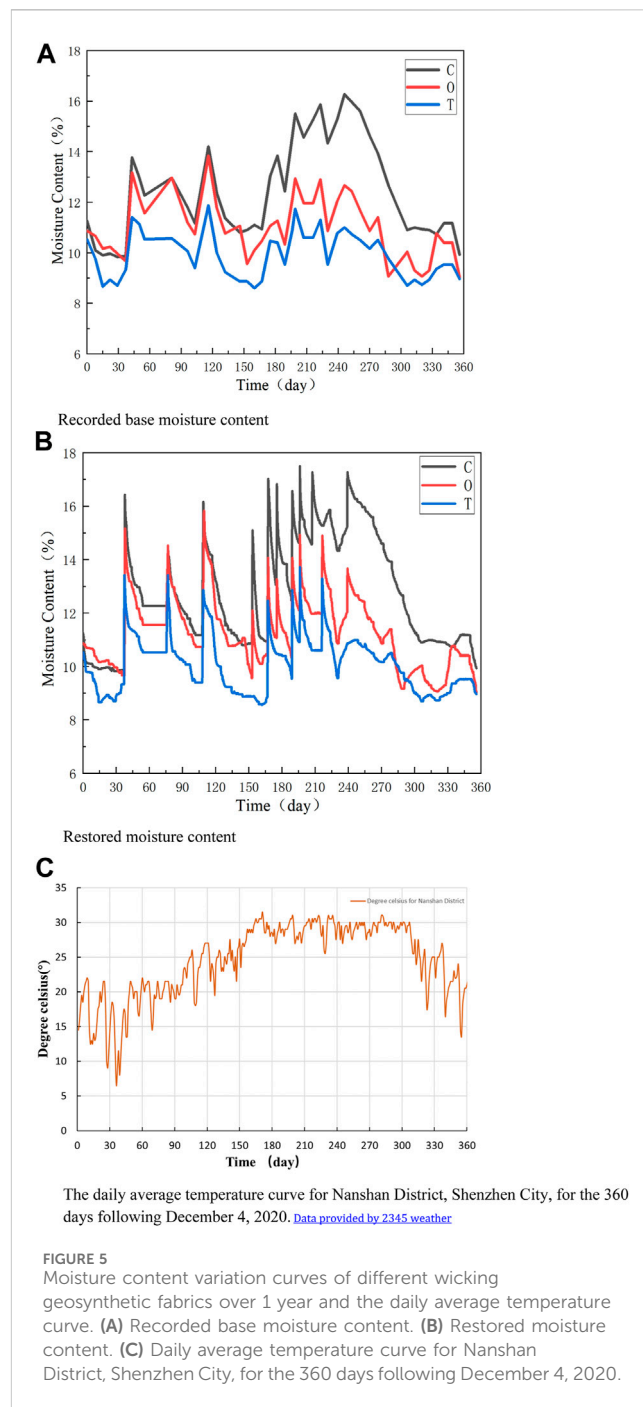 A
18
16
14
12
10
8
6
Moisture Content (%)
C
O
T
0 30 60 90 120 150 180 210 240 270 300 330 360
Time (day)
Recorded base moisture content
B
18
16
14
12
10
8
6
Moisture Content (%)
C
O
T
0 30 60 90 120 150 180 210 240 270 300 330 360
Time (day)
Restored moisture content
C
35
30
25
20
15
10
5
0
Degree celsius(°)
Degree celsius for Nanshan District
0 30 60 90 120 150 180 210 240 270 300 330 360
Time (day)
The daily average temperature curve for Nanshan District, Shenzhen City, for the 360
days following December 4, 2020. Data provided by 2345 weather
FIGURE 5
Moisture content variation curves of different wicking
geosynthetic fabrics over 1 year and the daily average temperature
curve. (A) Recorded base moisture content. (B) Restored moisture
content. (C) Daily average temperature curve for Nanshan
District, Shenzhen City, for the 360 days following December 4, 2020.